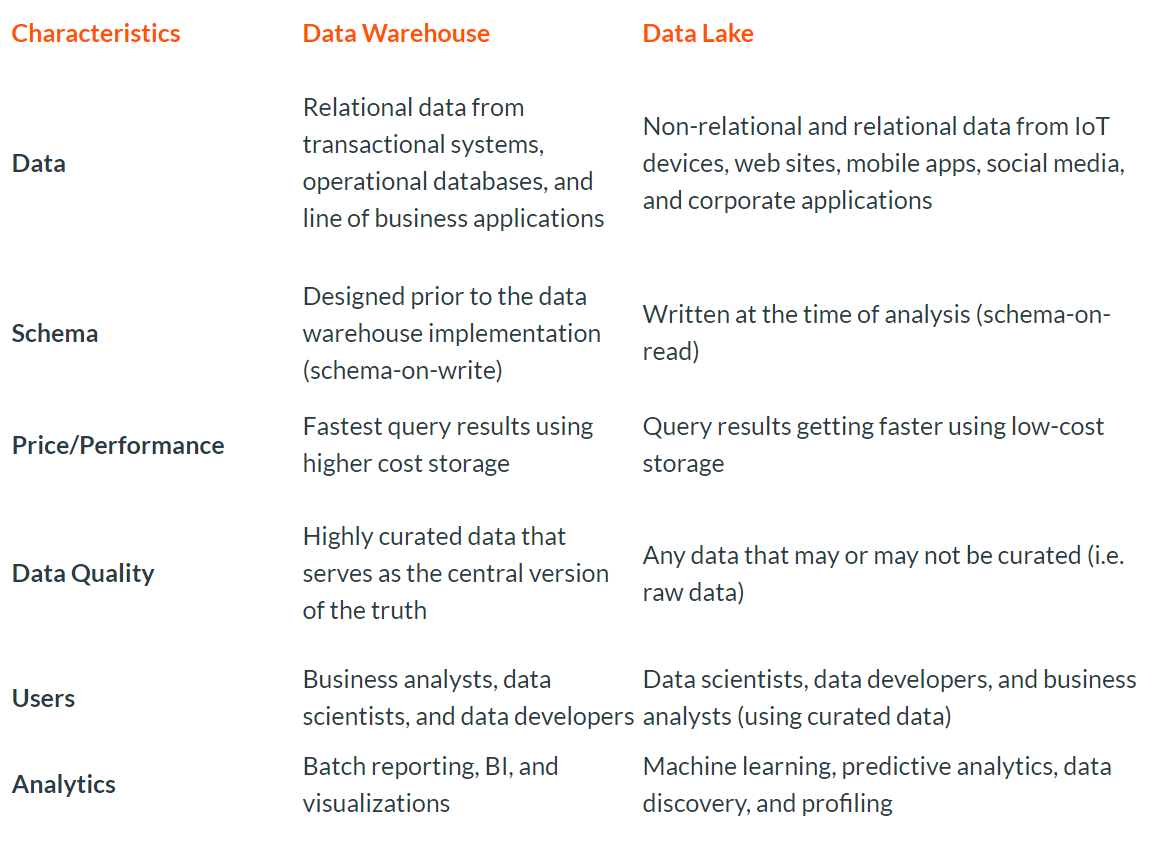 Characteristics Data Warehouse Data Lake
Data
Relational data from
transactional systems,
operational databases, and
line of business applications
Non-relational and relational data from IoT
devices, web sites, mobile apps, social media,
and corporate applications
Schema
Designed prior to the data
warehouse implementation
(schema-on-write)
Written at the time of analysis (schema-on-
read)
Price/Performance
Fastest query results using
higher cost storage
Query results getting faster using low-cost
storage
Data Quality
Highly curated data that
serves as the central version
of the truth
Any data that may or may not be curated (i.e.
raw data)
Users
Business analysts, data
scientists, and data developers
Data scientists, data developers, and business
analysts (using curated data)
Analytics
Batch reporting, BI, and
visualizations
Machine learning, predictive analytics, data
discovery, and profiling